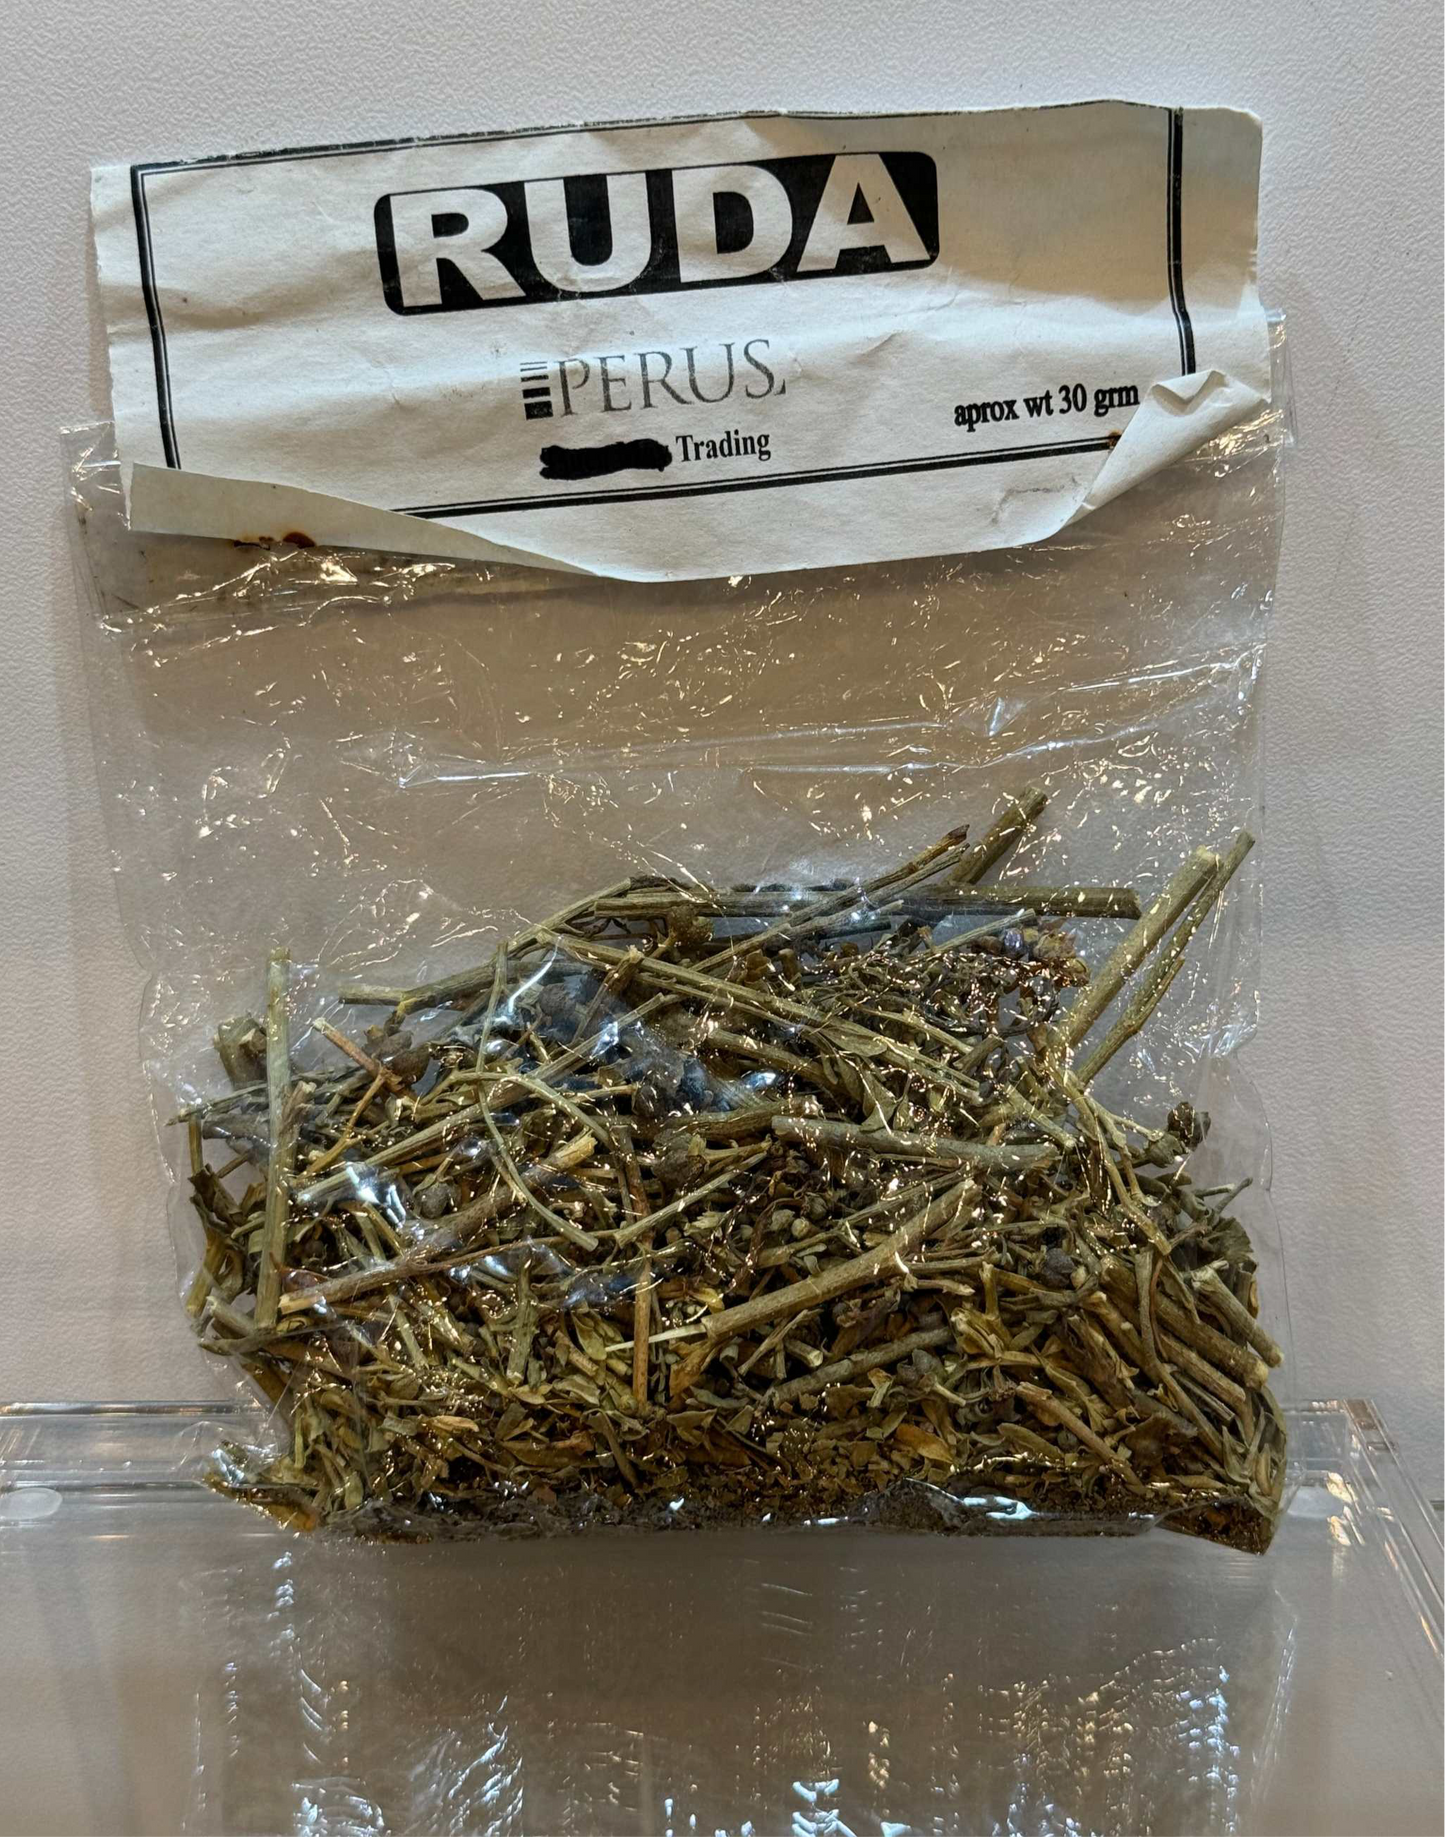 RUDA
PERUS.
Trading
aprox wt 30 grm